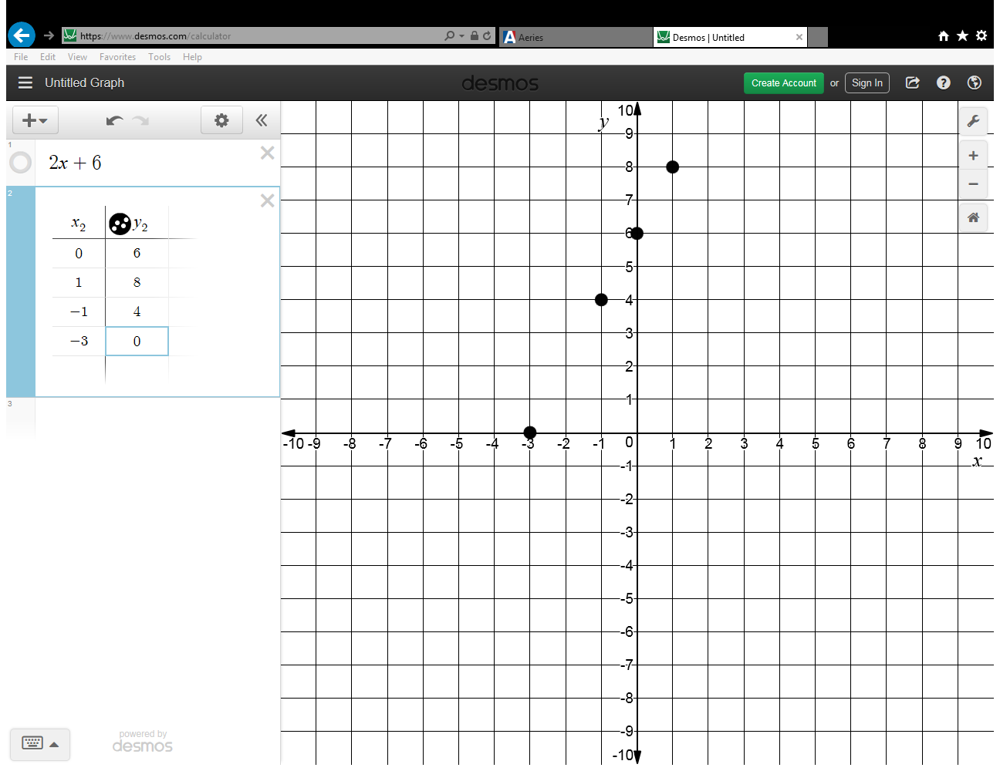 https://www.desmos.com/calculator
Aeries
Desmos | Untitled
File Edit View Favorites Tools Help
Untitled Graph
desmos
Create Account or Sign In
1
2x + 6
2
x₂ y₂
0 6
1 8
−1 4
−3 0
3
powered by
desmos
y
10
9
8
7
6
5
4
3
2
1
-10 -9 -8 -7 -6 -5 -4 -3 -2 -1 0 1 2 3 4 5 6 7 8 9 10
x
-1
-2
-3
-4
-5
-6
-7
-8
-9
-10